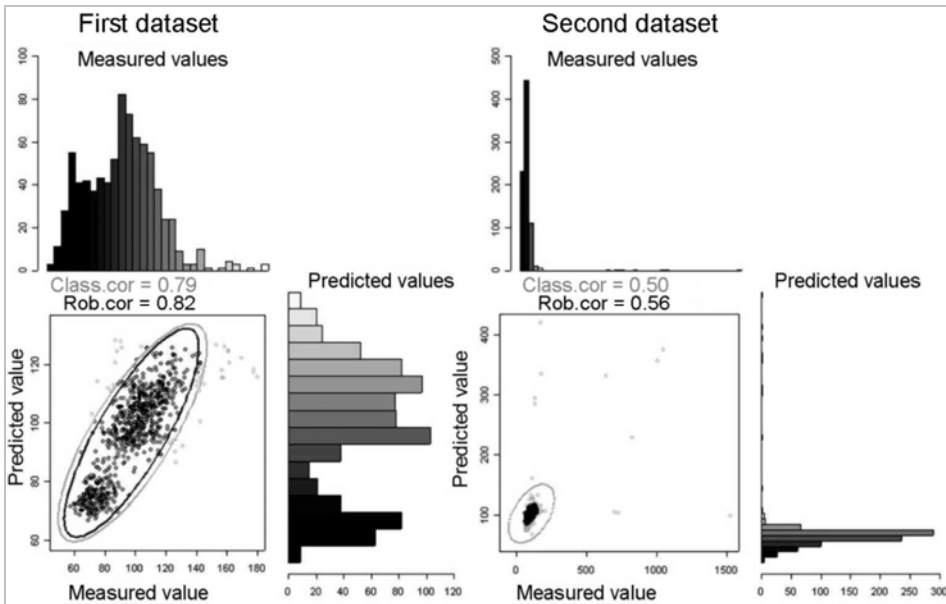 First dataset
Second dataset
Measured values
100
80
60
40
20
0
Class.cor = 0.79
Rob.cor = 0.82
Predicted values
Predicted value
120
100
80
60
60 80 100 120 140 160 180
Measured value
0 20 40 60 80 100 120
Measured values
500
400
300
200
100
0
Class.cor = 0.50
Rob.cor = 0.56
Predicted values
Predicted value
400
300
200
100
0 500 1000 1500
Measured value
0 50 100 150 200 250 300